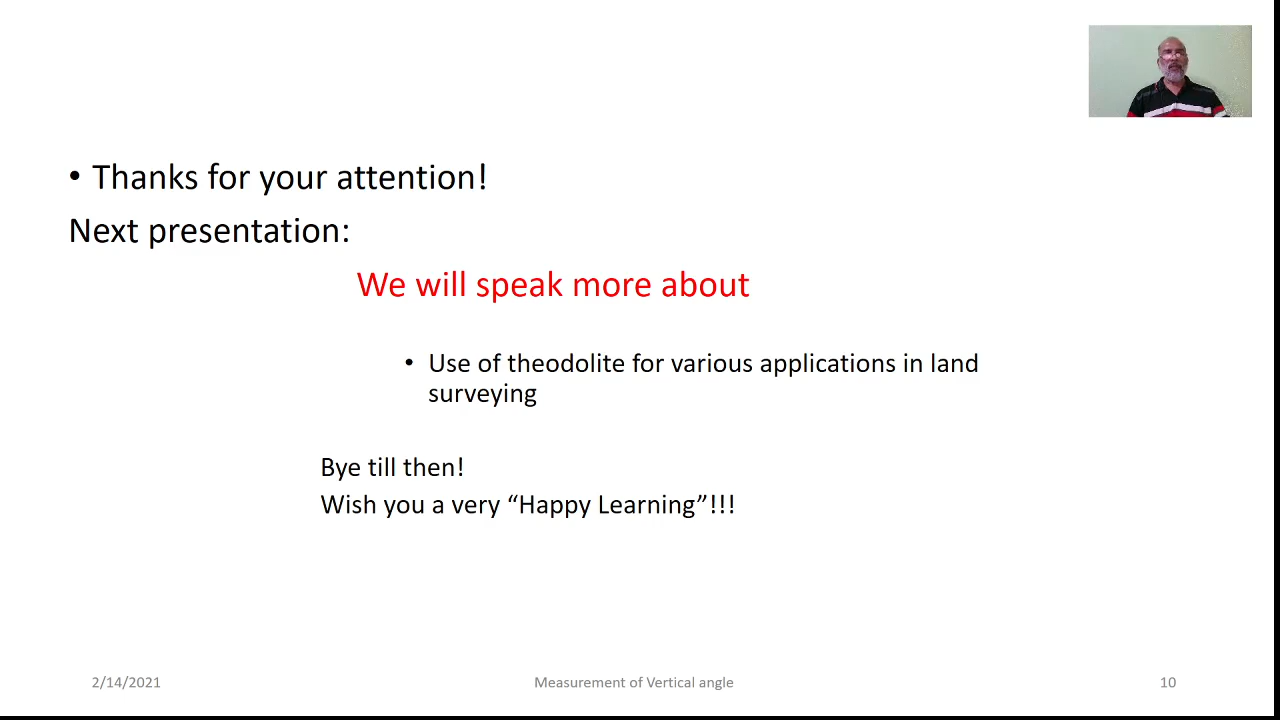 • Thanks for your attention!
Next presentation:
We will speak more about
• Use of theodolite for various applications in land
surveying
Bye till then!
Wish you a very “Happy Learning”!!!
2/14/2021
Measurement of Vertical angle
10